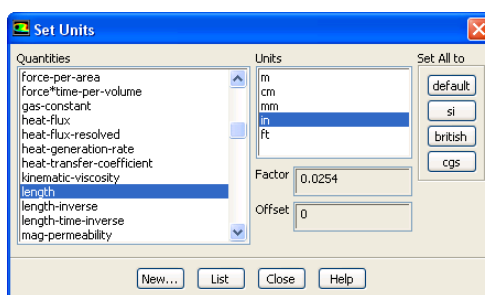 Set Units
Quantities
force-per-area
force*time-per-volume
gas-constant
heat-flux
heat-flux-resolved
heat-generation-rate
heat-transfer-coefficient
kinematic-viscosity
length
length-inverse
length-time-inverse
mag-permeability
Units
m
cm
mm
in
ft
Factor 0.0254
Offset 0
Set All to
default
si
british
cgs
New... List Close Help